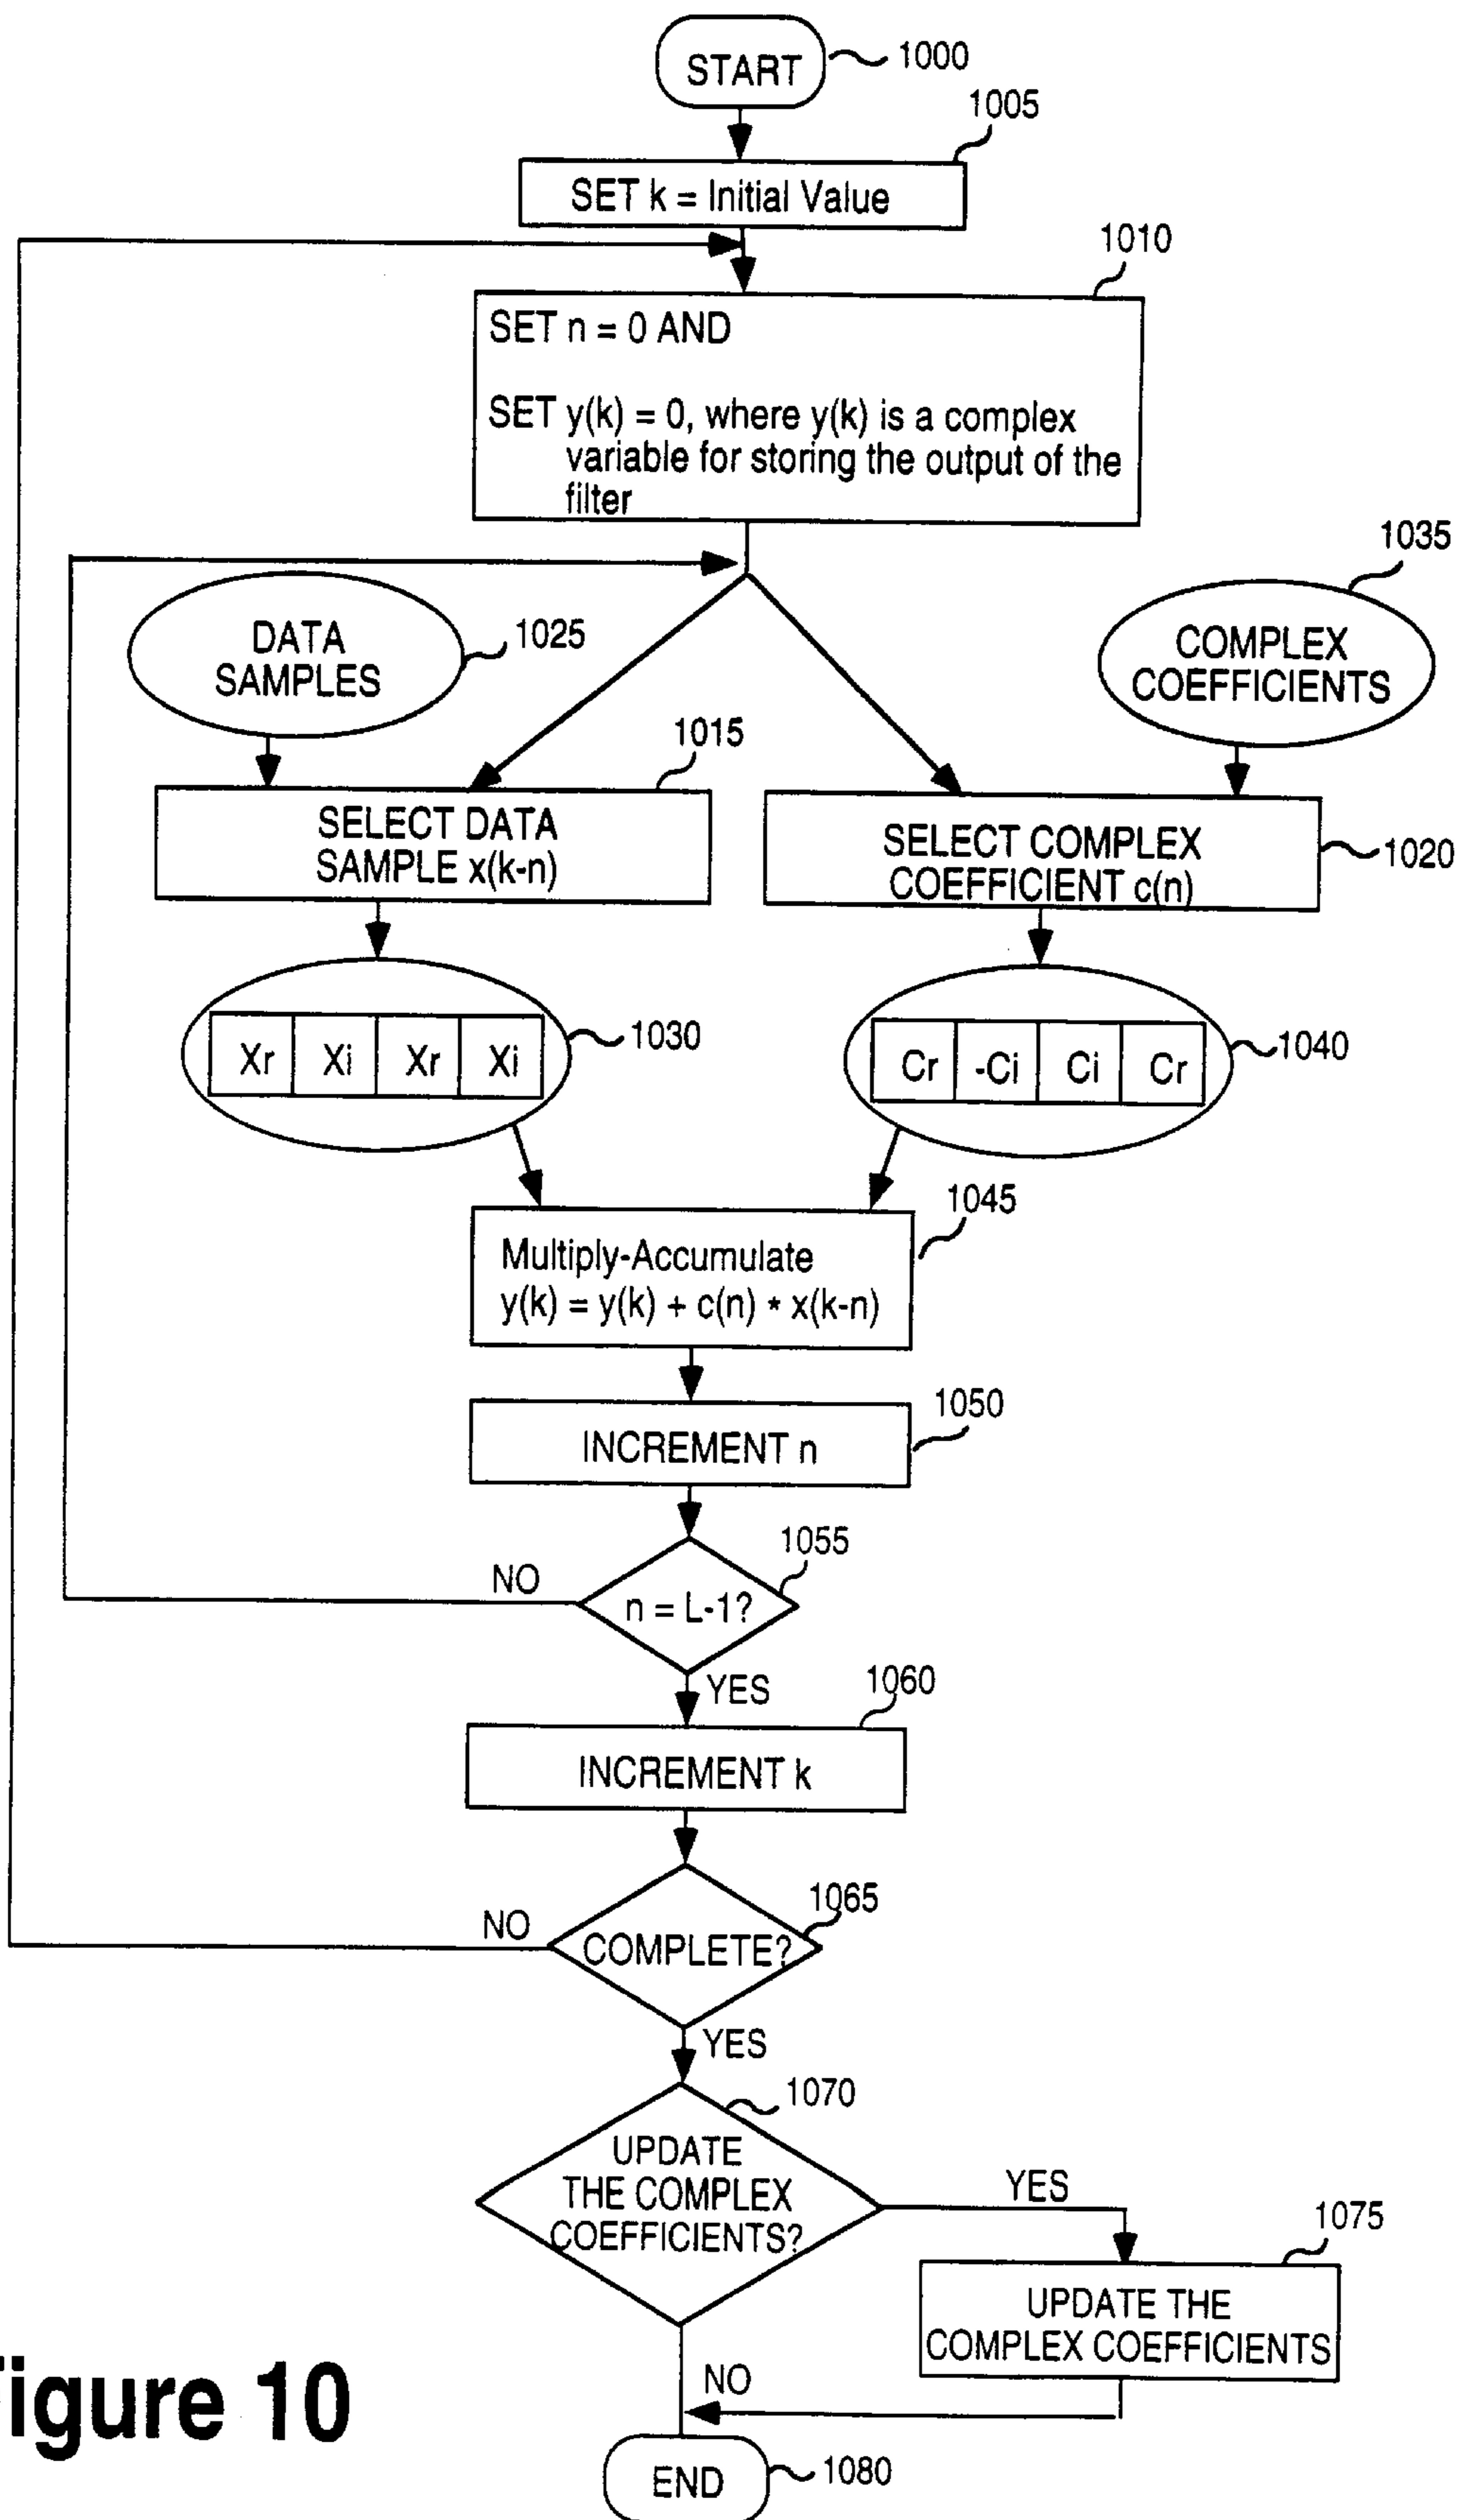 START
1000
1005
SET k = Initial Value
1010
SET n = 0 AND
SET y(k) = 0, where y(k) is a complex
variable for storing the output of the
filter
1035
DATA
SAMPLES
1025
COMPLEX
COEFFICIENTS
1015
SELECT DATA
SAMPLE x(k-n)
SELECT COMPLEX
COEFFICIENT c(n)
1020
Xr Xi Xr Xi
1030
Cr -Ci Ci Cr
1040
1045
Multiply-Accumulate
y(k) = y(k) + c(n) * x(k-n)
1050
INCREMENT n
1055
NO
n = L-1?
YES
1060
INCREMENT k
1065
NO
COMPLETE?
YES
1070
UPDATE
THE COMPLEX
COEFFICIENTS?
YES
1075
UPDATE THE
COMPLEX COEFFICIENTS
NO
END
1080
Figure 10